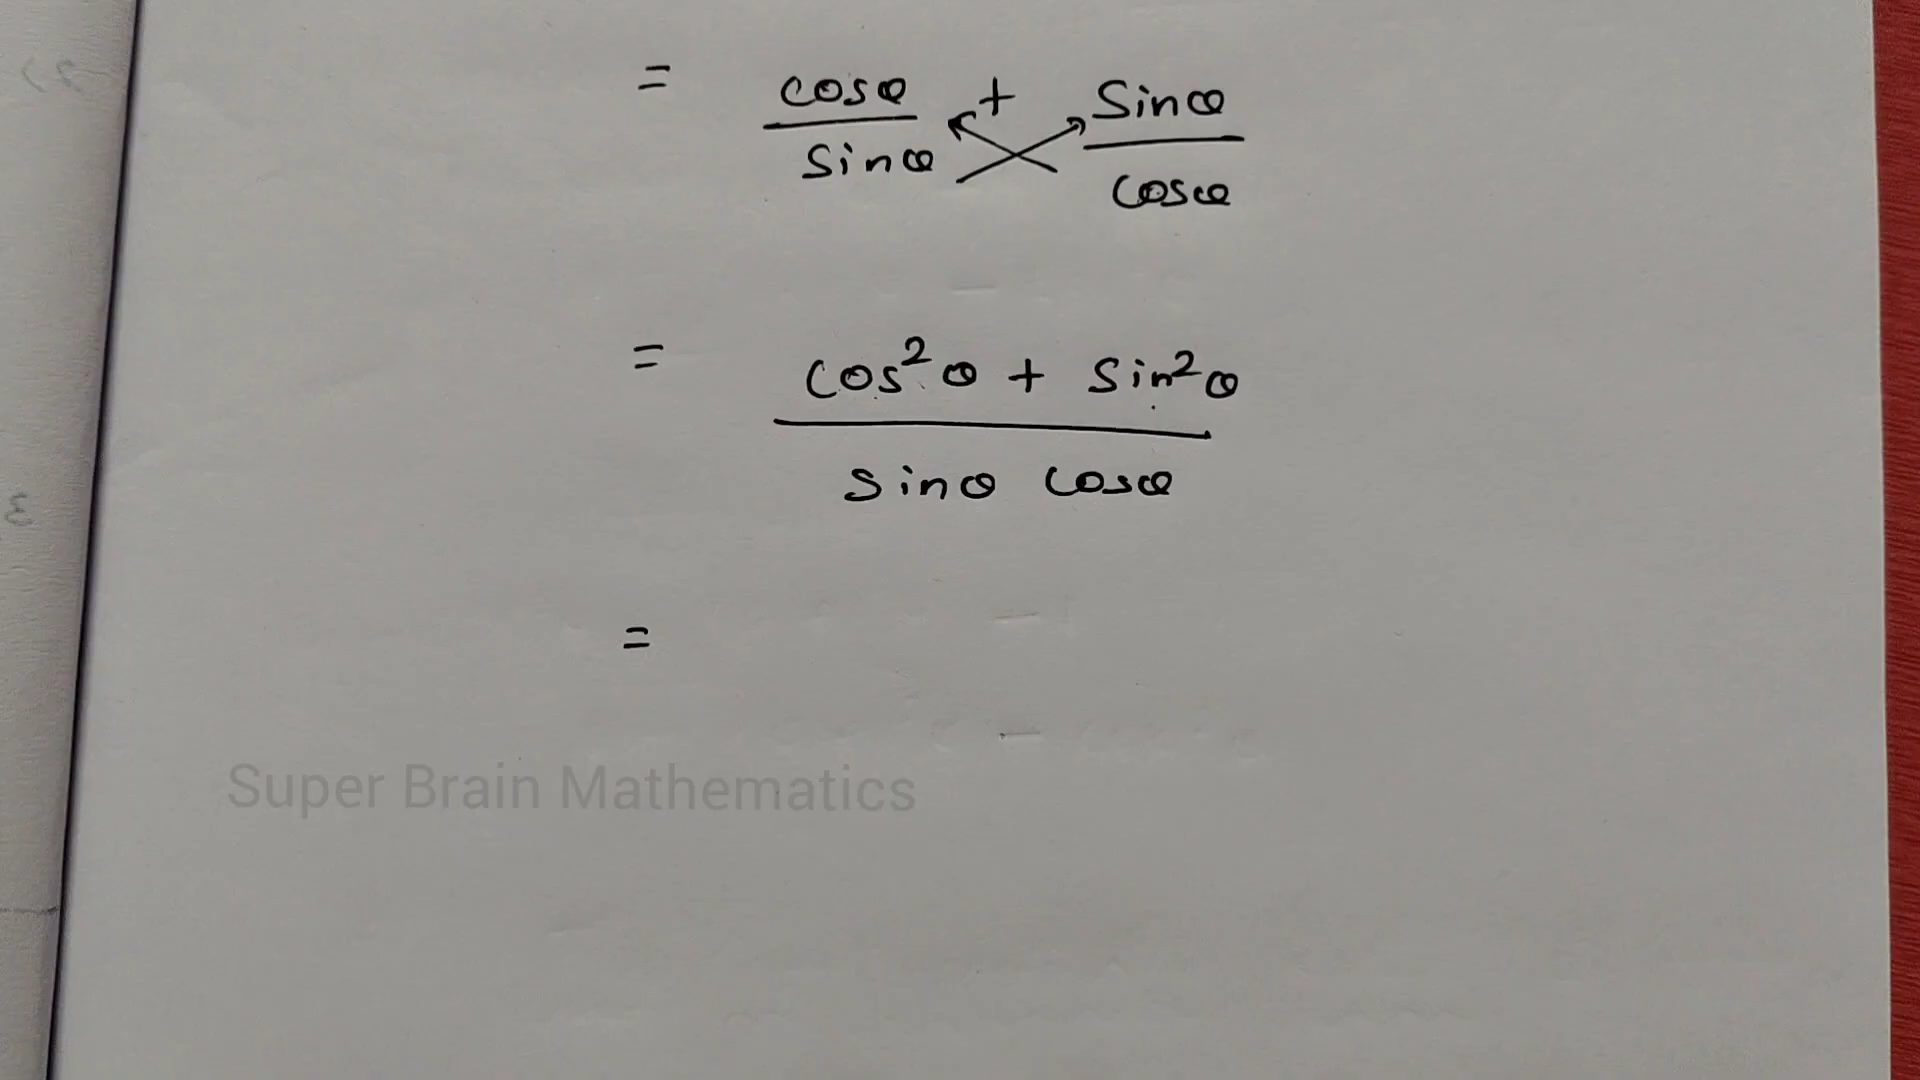 = cosθ/sinθ + sinθ/cosθ
= cos²θ + sin²θ / sinθ cosθ
=
Super Brain Mathematics